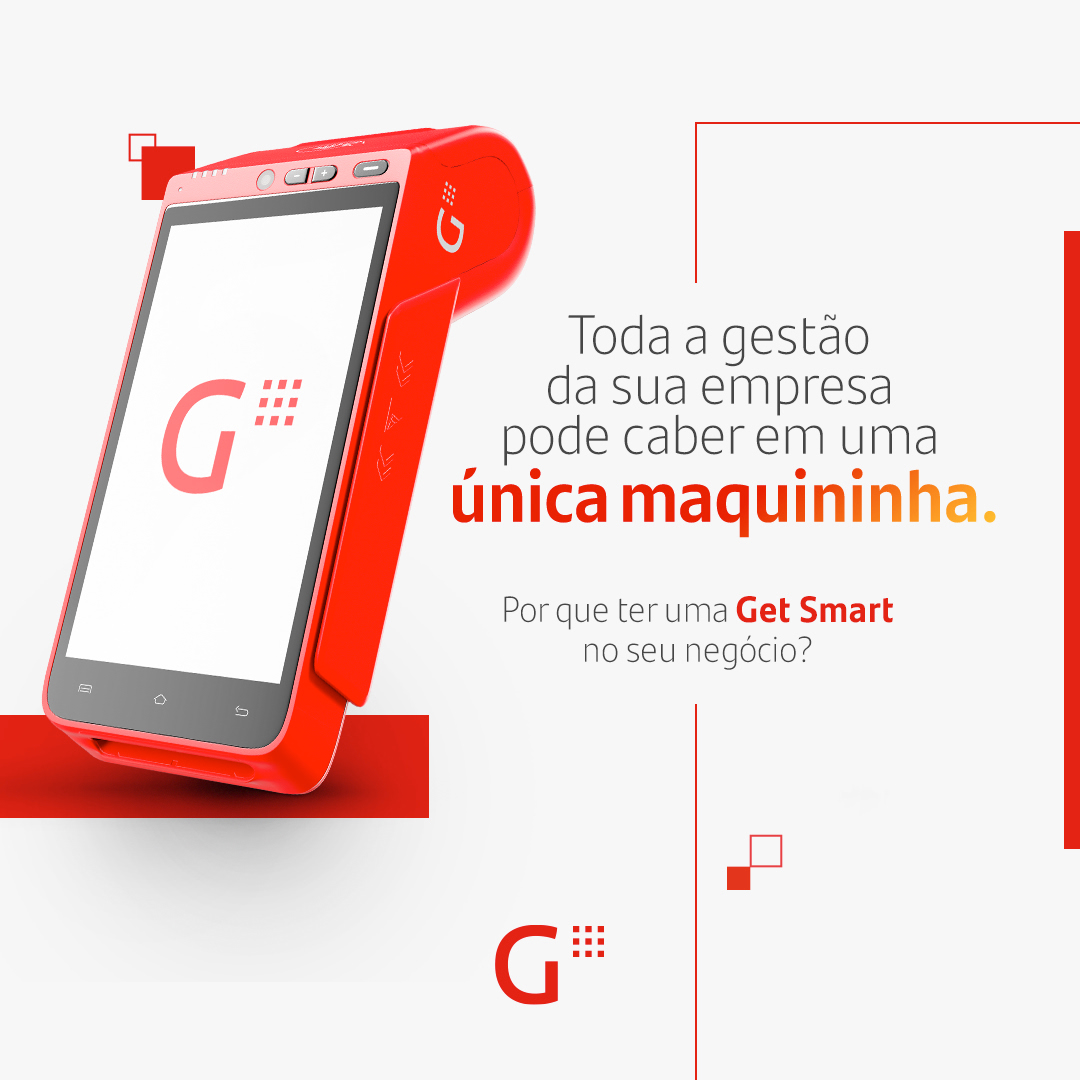 G
G
Toda a gestão
da sua empresa
pode caber em uma
única maquininha.
Por que ter uma Get Smart
no seu negócio?
G